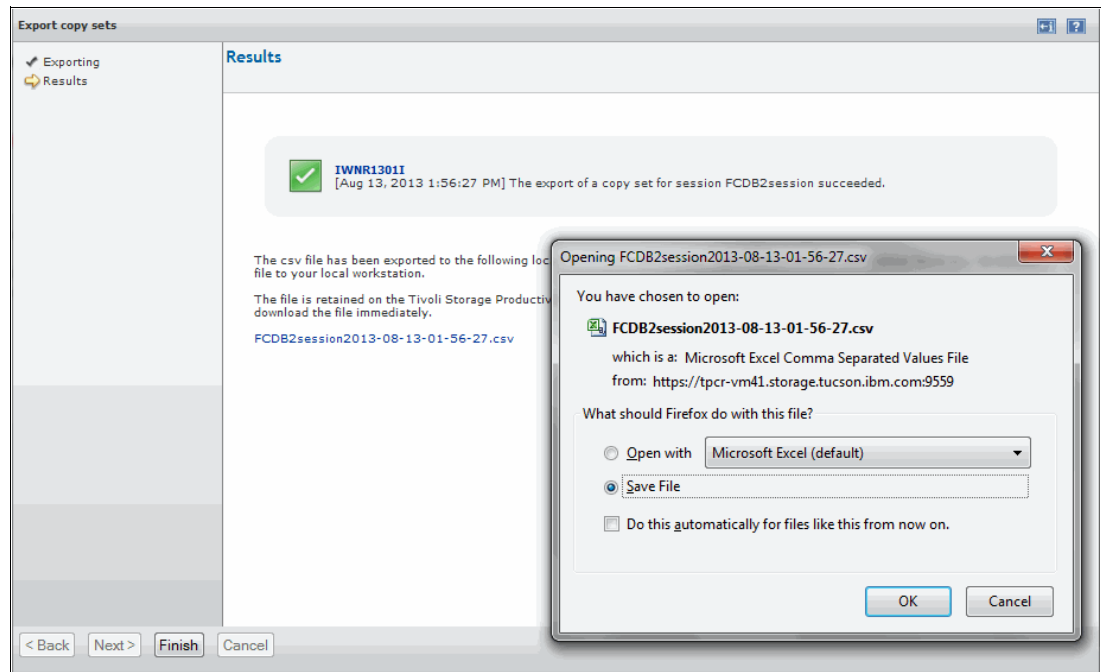 Export copy sets
Exporting
Results
Results
IWNR1301I
[Aug 13, 2013 1:56:27 PM] The export of a copy set for session FCDB2session succeeded.
The csv file has been exported to the following loc
file to your local workstation.
The file is retained on the Tivoli Storage Productiv
download the file immediately.
FCDB2session2013-08-13-01-56-27.csv
Opening FCDB2session2013-08-13-01-56-27.csv
You have chosen to open:
FCDB2session2013-08-13-01-56-27.csv
which is a: Microsoft Excel Comma Separated Values File
from: https://tpcr-vm41.storage.tucson.ibm.com:9559
What should Firefox do with this file?
Open with Microsoft Excel (default)
Save File
Do this automatically for files like this from now on.
OK Cancel
< Back Next > Finish Cancel